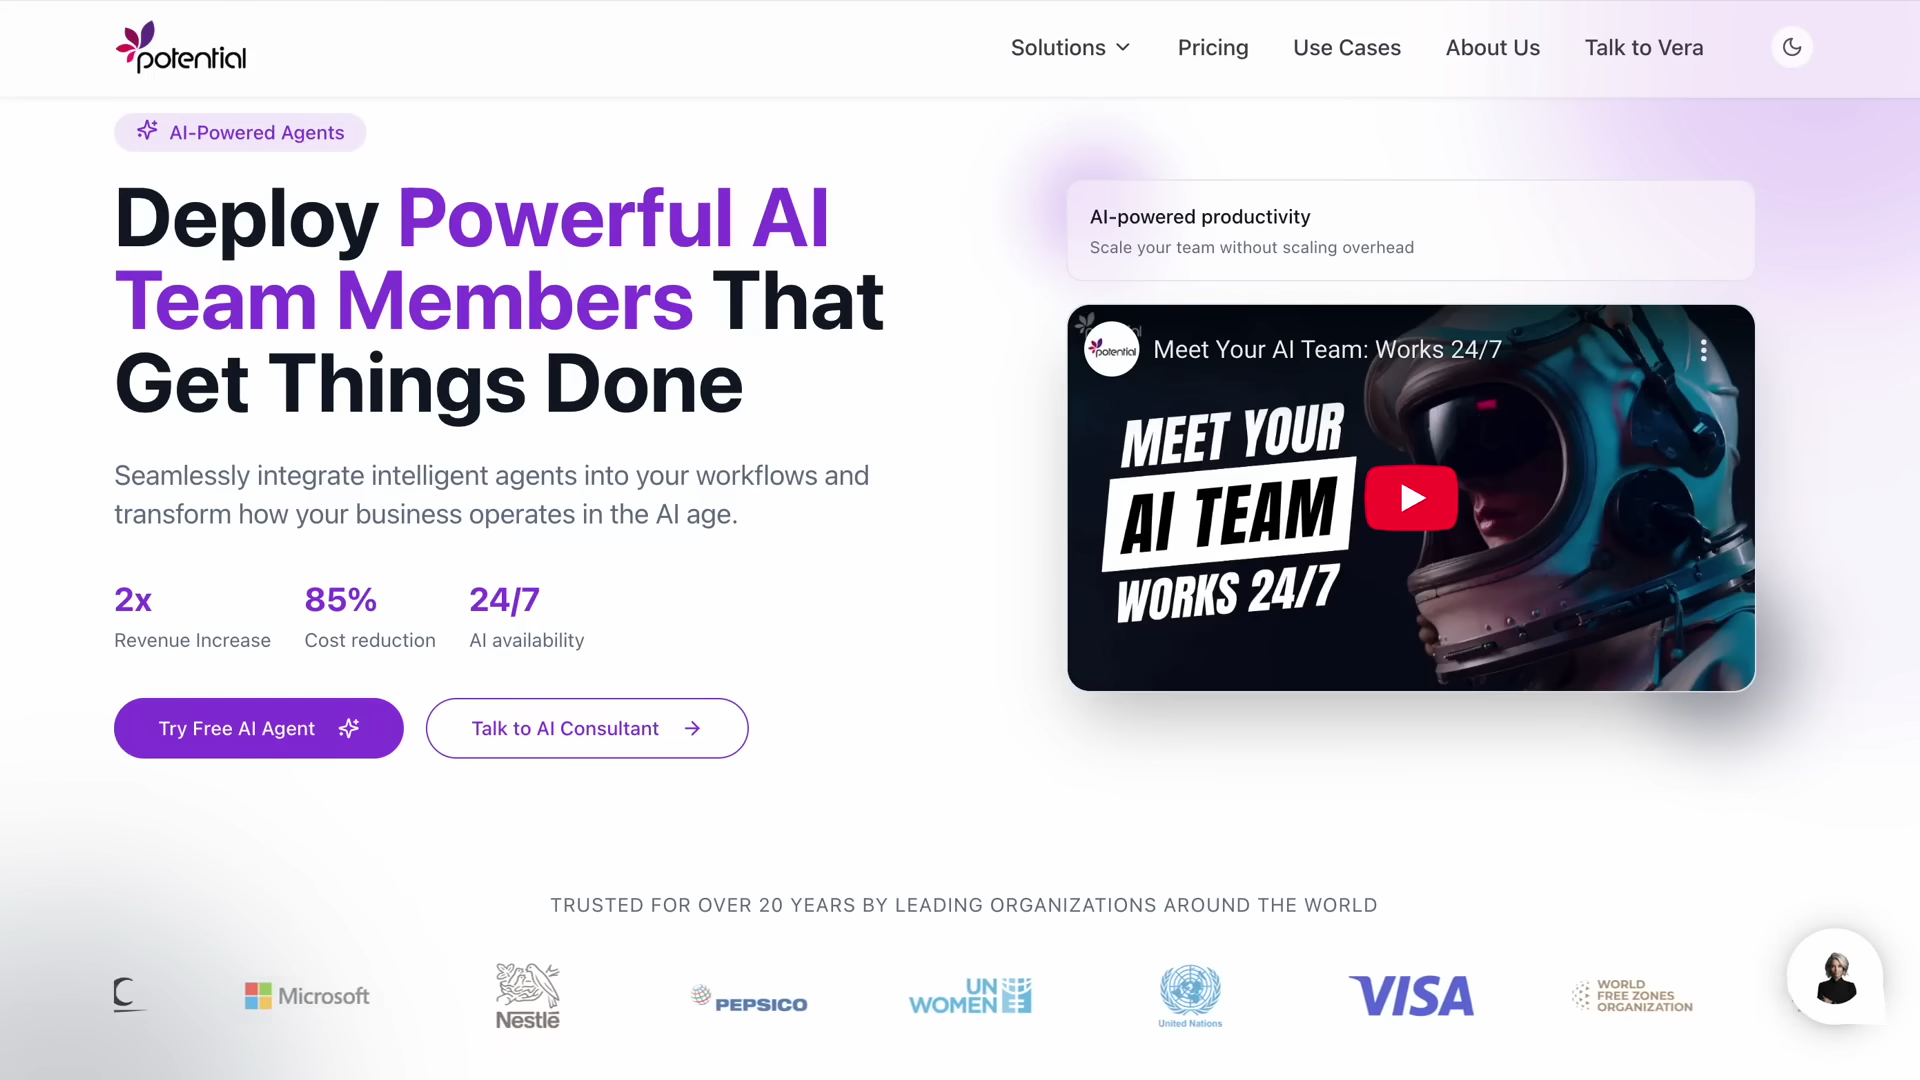 potential
Solutions
Pricing
Use Cases
About Us
Talk to Vera
AI-Powered Agents
Deploy Powerful AI
Team Members That
Get Things Done
Seamlessly integrate intelligent agents into your workflows and
transform how your business operates in the AI age.
2x
Revenue Increase
85%
Cost reduction
24/7
AI availability
Try Free AI Agent
Talk to AI Consultant
AI-powered productivity
Scale your team without scaling overhead
potential
Meet Your AI Team: Works 24/7
MEET YOUR
AI TEAM
WORKS 24/7
TRUSTED FOR OVER 20 YEARS BY LEADING ORGANIZATIONS AROUND THE WORLD
Microsoft
Nestlé
PEPSICO
UN
WOMEN
United Nations
VISA
WORLD
FREE ZONES
ORGANIZATION